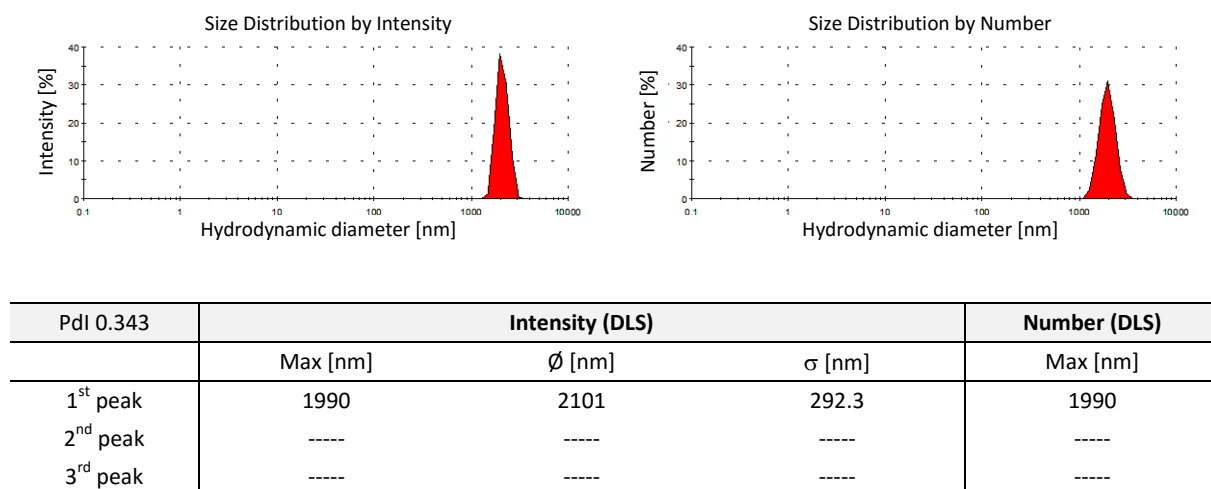 Size Distribution by Intensity
40
30
20
10
0
0.1 1 10 100 1000 10000
Intensity [%]
Hydrodynamic diameter [nm]
Size Distribution by Number
40
30
20
10
0
0.1 1 10 100 1000 10000
Number [%]
Hydrodynamic diameter [nm]
PdI 0.343 Intensity (DLS) Number (DLS)
Max [nm] Ø [nm] σ [nm] Max [nm]
1st peak 1990 2101 292.3 1990
2nd peak ----- ----- ----- -----
3rd peak ----- ----- ----- -----